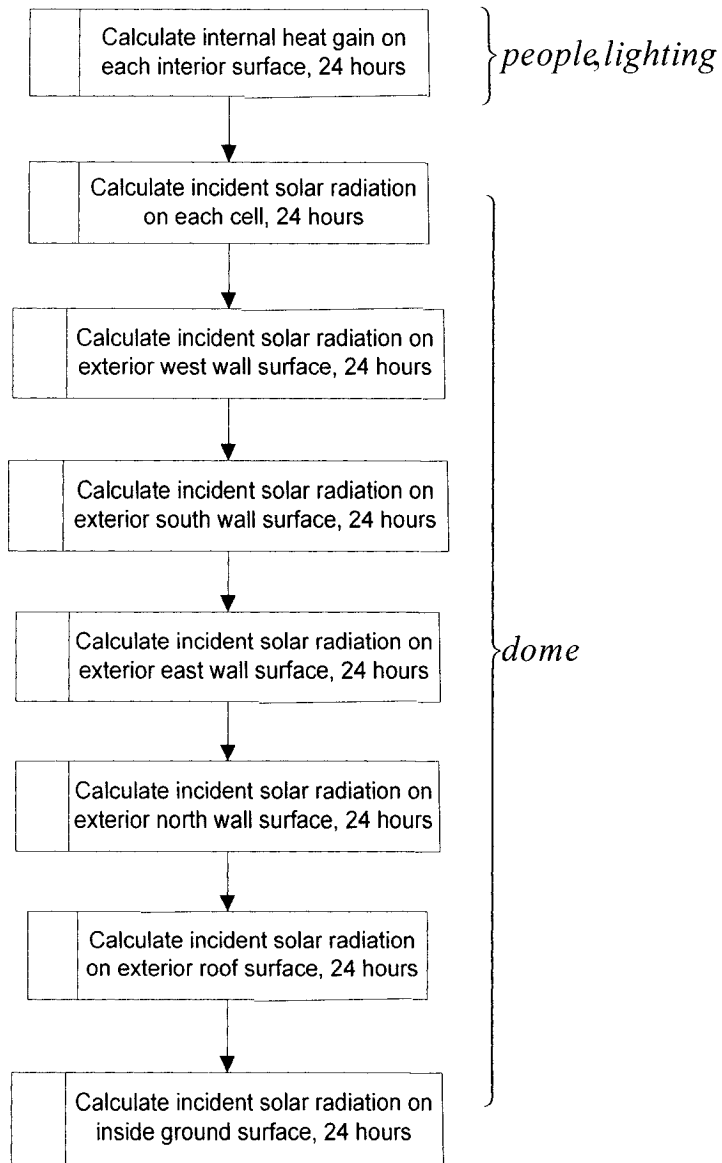 Calculate internal heat gain on
each interior surface, 24 hours
people,lighting
Calculate incident solar radiation
on each cell, 24 hours
Calculate incident solar radiation on
exterior west wall surface, 24 hours
Calculate incident solar radiation on
exterior south wall surface, 24 hours
Calculate incident solar radiation on
exterior east wall surface, 24 hours
dome
Calculate incident solar radiation on
exterior north wall surface, 24 hours
Calculate incident solar radiation
on exterior roof surface, 24 hours
Calculate incident solar radiation on
inside ground surface, 24 hours